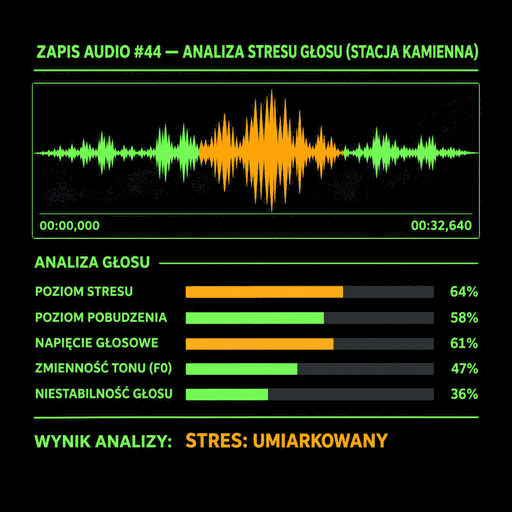 ZAPIS AUDIO #44 — ANALIZA STRESU GŁOSU (STACJA KAMIENNA)
00:00,000 00:32,640
ANALIZA GŁOSU
POZIOM STRESU 64%
POZIOM POBUDZENIA 58%
NAPIĘCIE GŁOSOWE 61%
ZMIENNOŚĆ TONU (F0) 47%
NIESTABILNOŚĆ GŁOSU 36%
WYNIK ANALIZY: STRES: UMIARKOWANY